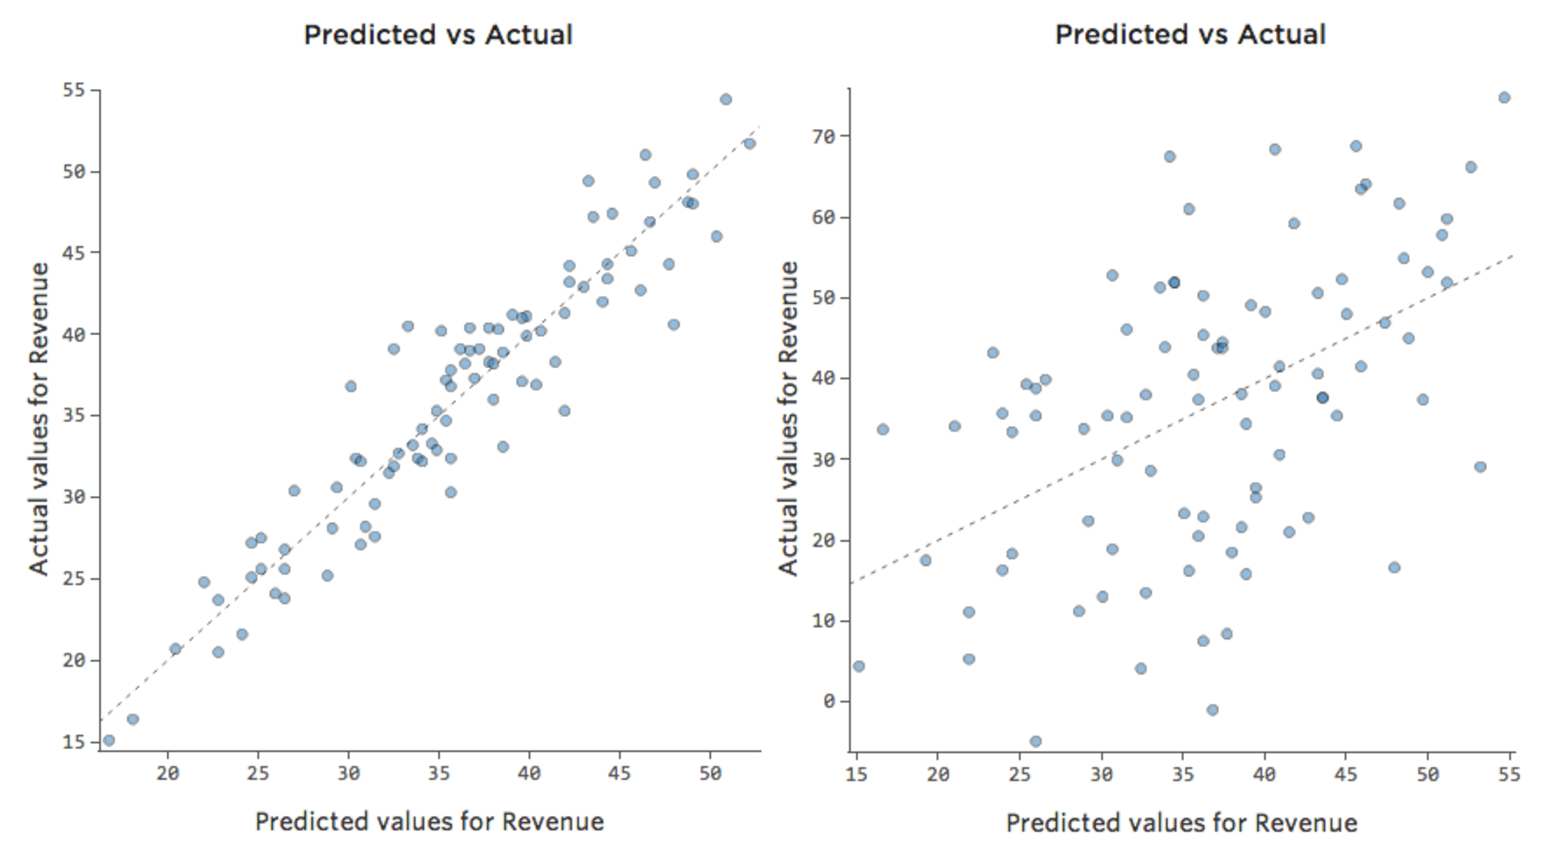 Predicted vs Actual
55
50
45
40
35
30
25
20
15
Actual values for Revenue
20 25 30 35 40 45 50
Predicted values for Revenue
Predicted vs Actual
70
60
50
40
30
20
10
0
Actual values for Revenue
15 20 25 30 35 40 45 50 55
Predicted values for Revenue